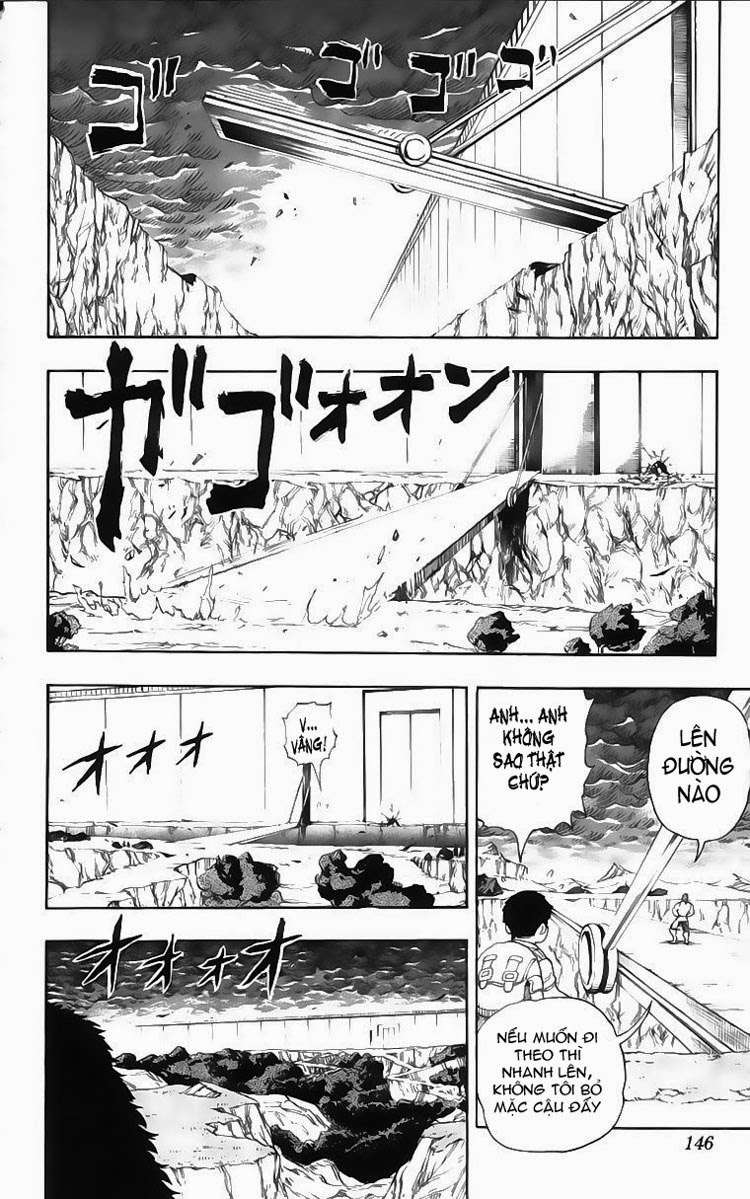 ゴゴゴゴ
ガゴォオオン
LÊN
ĐƯỜNG
NÀO
ANH... ANH
KHÔNG
SAO THẬT
CHỨ?
NẾU MUỐN ĐI
THEO THÌ
NHANH LÊN,
KHÔNG TÔI BỎ
MẶC CẬU ĐẤY
V...
VÂNG!
オオオ
オオオオ
146